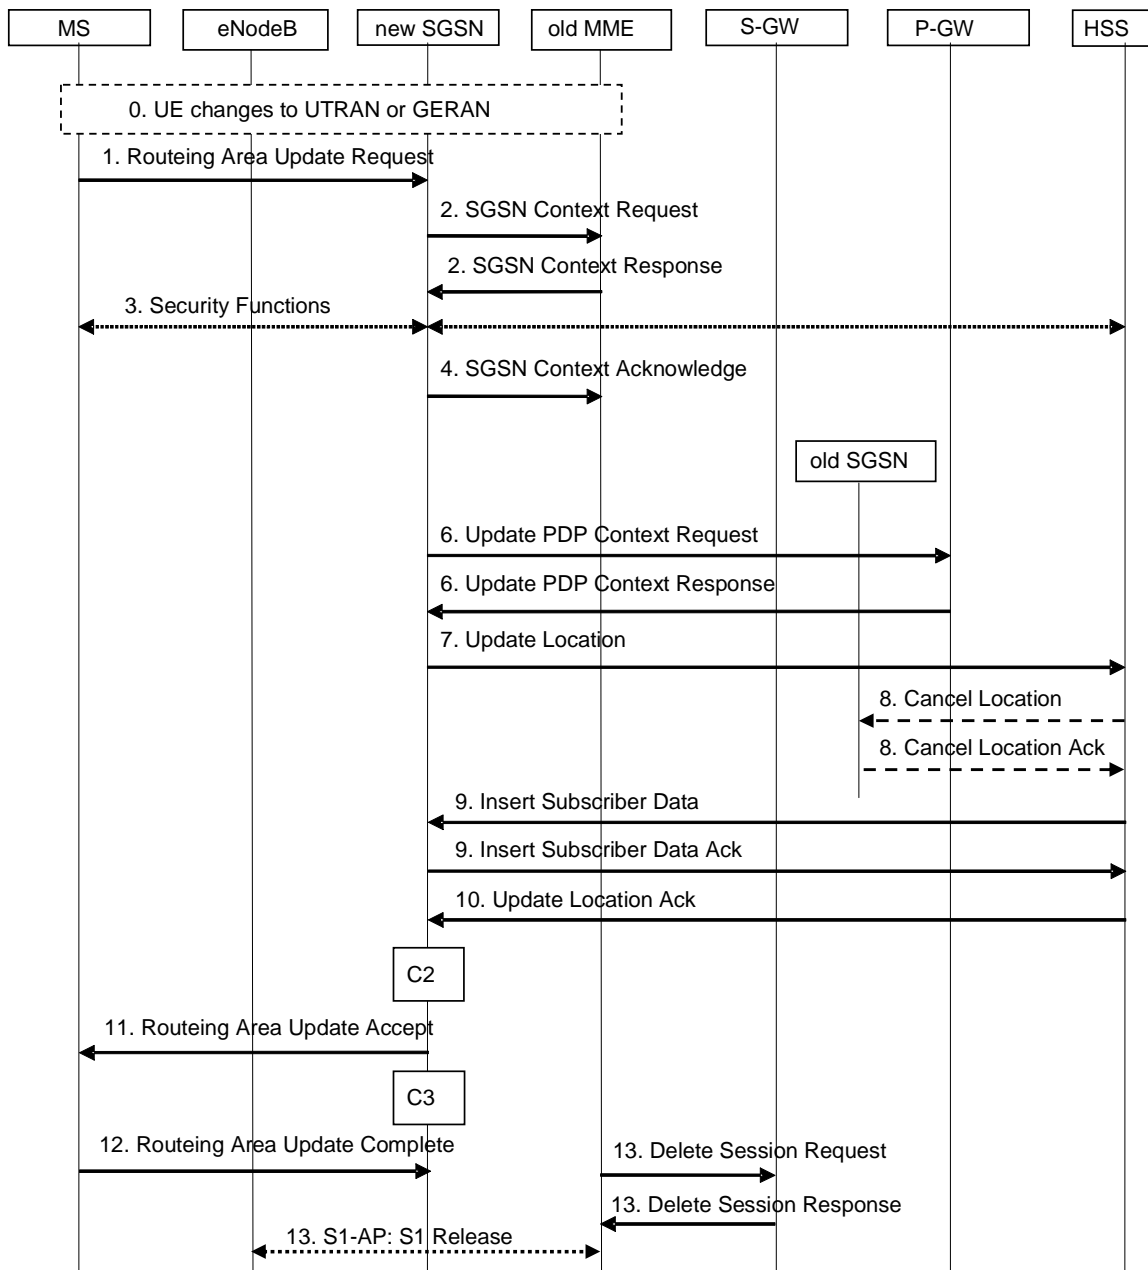 MS
eNodeB
new SGSN
old MME
S-GW
P-GW
HSS
0. UE changes to UTRAN or GERAN
1. Routeing Area Update Request
2. SGSN Context Request
2. SGSN Context Response
3. Security Functions
4. SGSN Context Acknowledge
old SGSN
6. Update PDP Context Request
6. Update PDP Context Response
7. Update Location
8. Cancel Location
8. Cancel Location Ack
9. Insert Subscriber Data
9. Insert Subscriber Data Ack
10. Update Location Ack
C2
11. Routeing Area Update Accept
C3
12. Routeing Area Update Complete
13. Delete Session Request
13. Delete Session Response
13. S1-AP: S1 Release